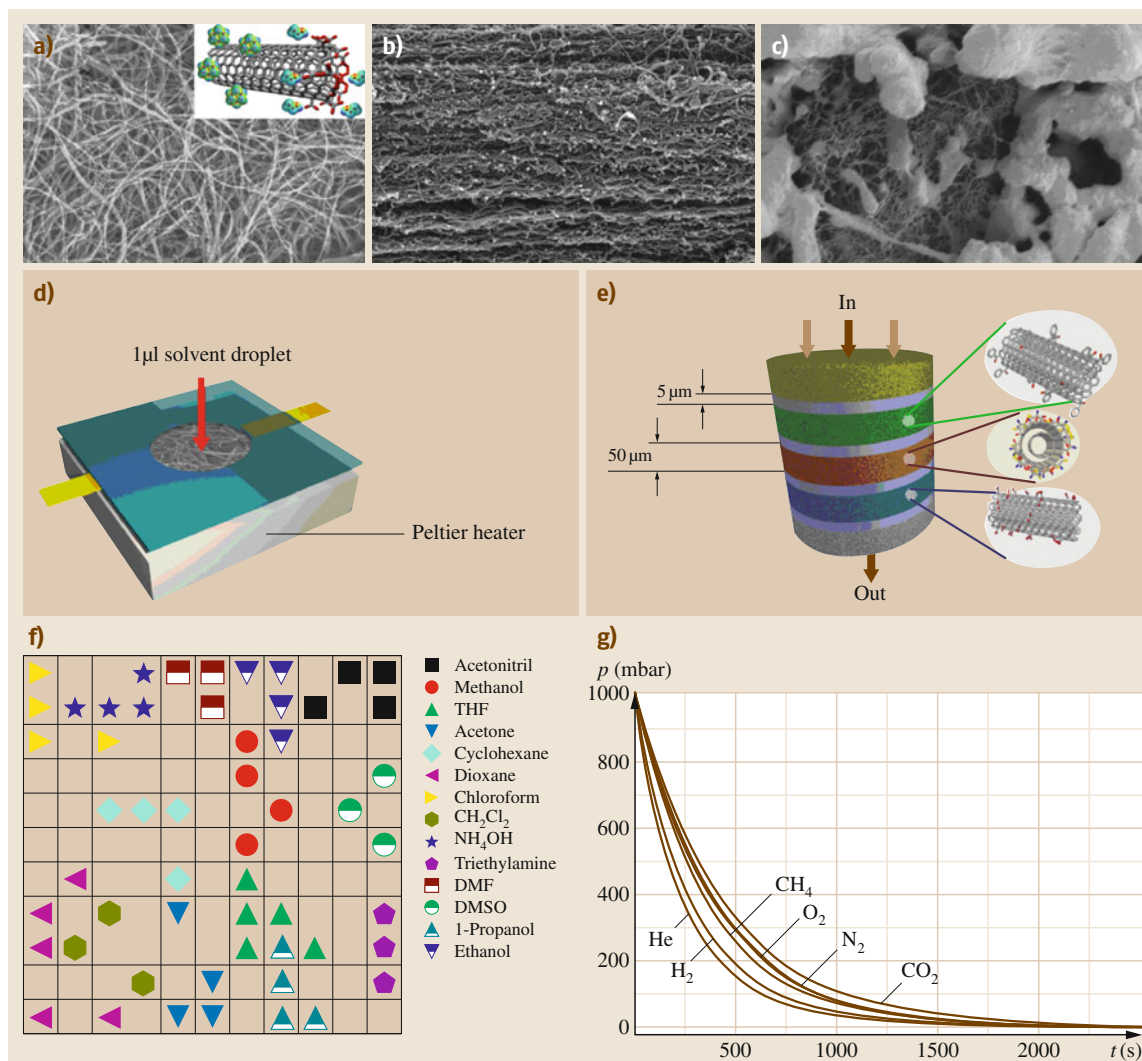 a)
b)
c)
d)
1µl solvent droplet
Peltier heater
e)
In
5 µm
50 µm
Out
f)
Acetonitril
Methanol
THF
Acetone
Cyclohexane
Dioxane
Chloroform
CH₂Cl₂
NH₄OH
Triethylamine
DMF
DMSO
1-Propanol
Ethanol
g)
p (mbar)
1000
800
600
400
200
0
CH₄
O₂
N₂
He
H₂
CO₂
500 1000 1500 2000 t (s)